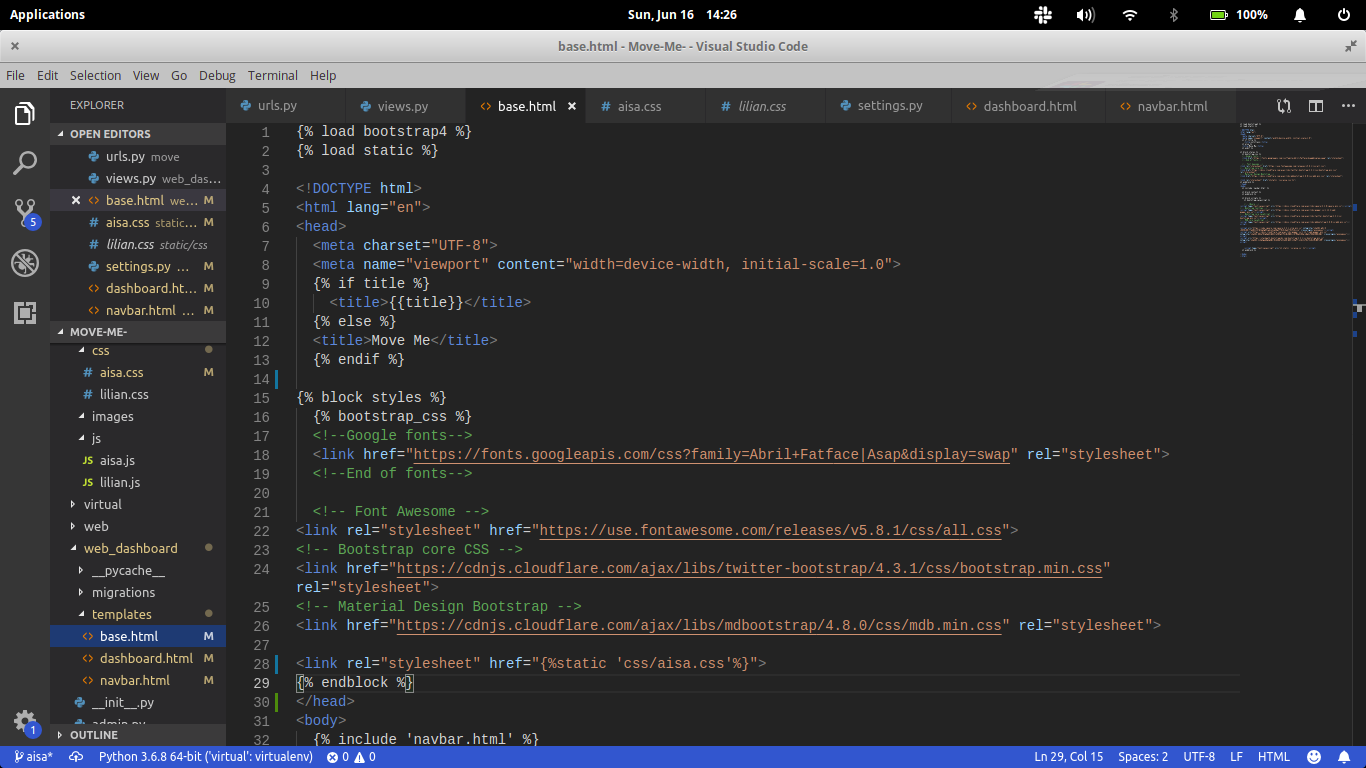 Applications
Sun, Jun 16 14:26
100%
base.html - Move-Me- - Visual Studio Code
File Edit Selection View Go Debug Terminal Help
EXPLORER
urls.py views.py base.html aisa.css lilian.css settings.py dashboard.html navbar.html
OPEN EDITORS
urls.py move
views.py web_das...
base.html we... M
aisa.css static... M
lilian.css static/css
settings.py ... M
dashboard.ht... M
navbar.html ... M
MOVE-ME-
css
aisa.css M
lilian.css
images
js
JS aisa.js
JS lilian.js
virtual
web
web_dashboard
__pycache__
migrations
templates
base.html M
dashboard.html M
navbar.html M
__init__.py
admin.py
OUTLINE
5
1
1 {% load bootstrap4 %}
2 {% load static %}
3
4 <!DOCTYPE html>
5 <html lang="en">
6 <head>
7 <meta charset="UTF-8">
8 <meta name="viewport" content="width=device-width, initial-scale=1.0">
9 {% if title %}
10 <title>{{title}}</title>
11 {% else %}
12 <title>Move Me</title>
13 {% endif %}
14
15 {% block styles %}
16 {% bootstrap_css %}
17 <!--Google fonts-->
18 <link href="https://fonts.googleapis.com/css?family=Abril+Fatface|Asap&display=swap" rel="stylesheet">
19 <!--End of fonts-->
20
21 <!-- Font Awesome -->
22 <link rel="stylesheet" href="https://use.fontawesome.com/releases/v5.8.1/css/all.css">
23 <!-- Bootstrap core CSS -->
24 <link href="https://cdnjs.cloudflare.com/ajax/libs/twitter-bootstrap/4.3.1/css/bootstrap.min.css"
rel="stylesheet">
25 <!-- Material Design Bootstrap -->
26 <link href="https://cdnjs.cloudflare.com/ajax/libs/mdbootstrap/4.8.0/css/mdb.min.css" rel="stylesheet">
27
28 <link rel="stylesheet" href="{%static 'css/aisa.css'%}">
29 {% endblock %}
30 </head>
31 <body>
32 {% include 'navbar.html' %}
aisa* Python 3.6.8 64-bit ('virtual': virtualenv) 0 0 Ln 29, Col 15 Spaces: 2 UTF-8 LF HTML